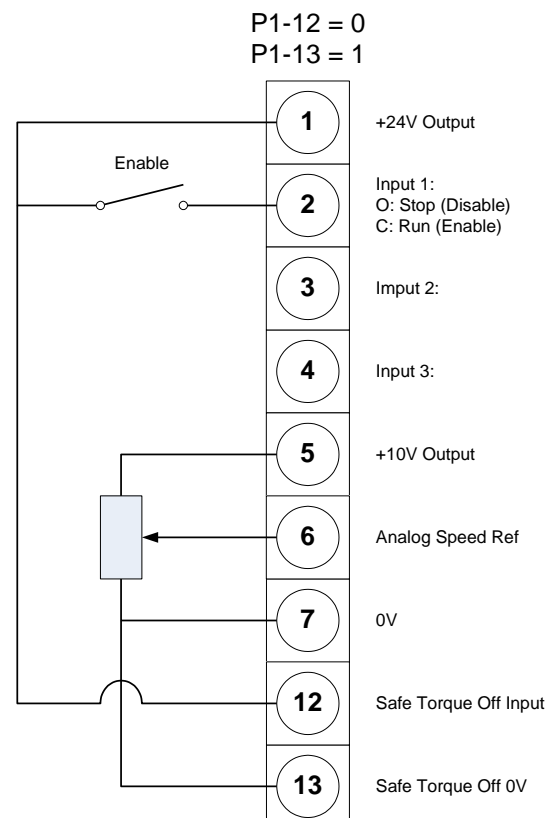 P1-12 = 0
P1-13 = 1
1
+24V Output
Enable
2
Input 1:
O: Stop (Disable)
C: Run (Enable)
3
Imput 2:
4
Input 3:
5
+10V Output
6
Analog Speed Ref
7
0V
12
Safe Torque Off Input
13
Safe Torque Off 0V